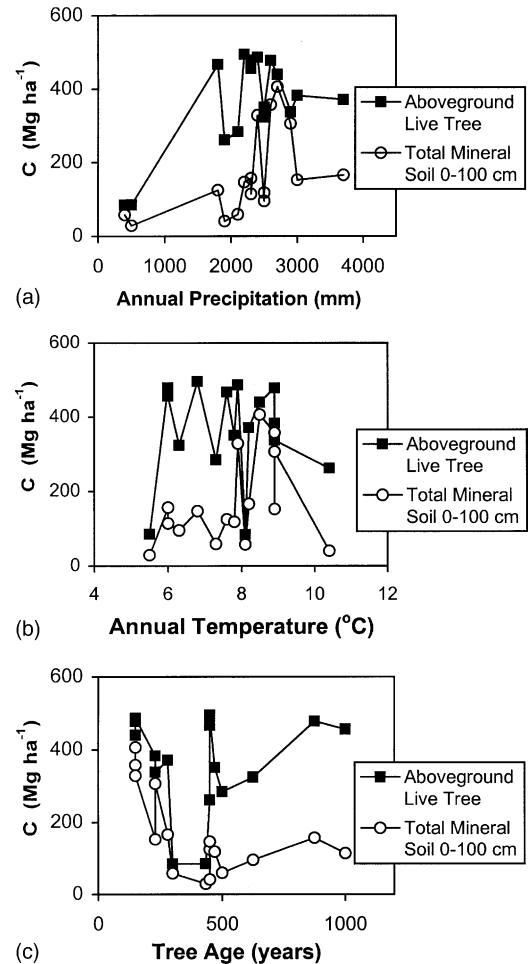 600
400
200
0
C (Mg ha-1)
0 1000 2000 3000 4000
Annual Precipitation (mm)
Aboveground
Live Tree
Total Mineral
Soil 0-100 cm
(a)
600
400
200
0
C (Mg ha-1)
4 6 8 10 12
Annual Temperature (oC)
Aboveground
Live Tree
Total Mineral
Soil 0-100 cm
(b)
600
400
200
0
C (Mg ha-1)
0 500 1000
Tree Age (years)
Aboveground
Live Tree
Total Mineral
Soil 0-100 cm
(c)